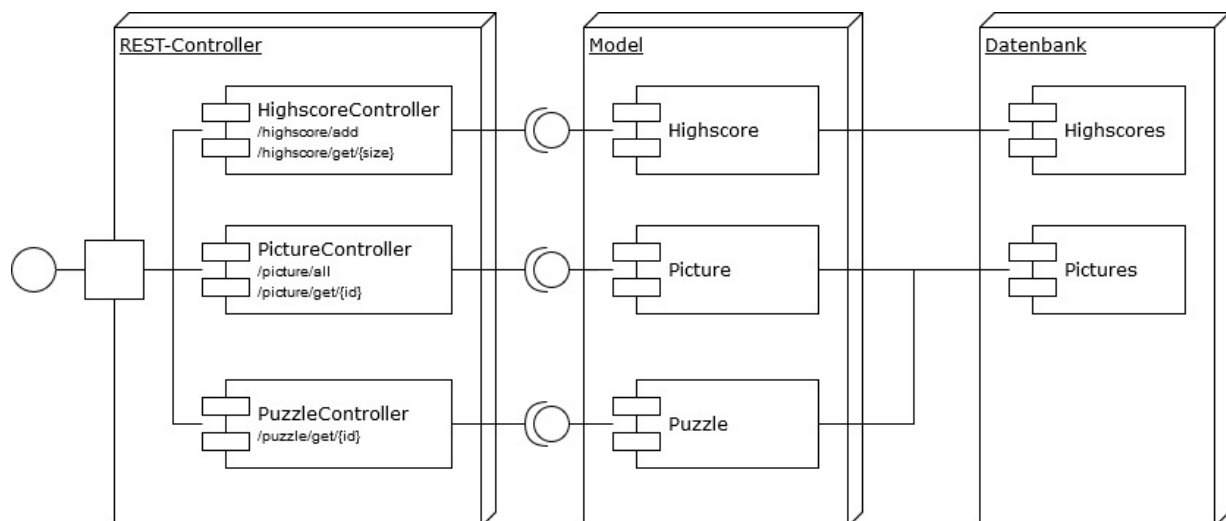 REST-Controller
HighscoreController
/highscore/add
/highscore/get/{size}
PictureController
/picture/all
/picture/get/{id}
PuzzleController
/puzzle/get/{id}
Model
Highscore
Picture
Puzzle
Datenbank
Highscores
Pictures